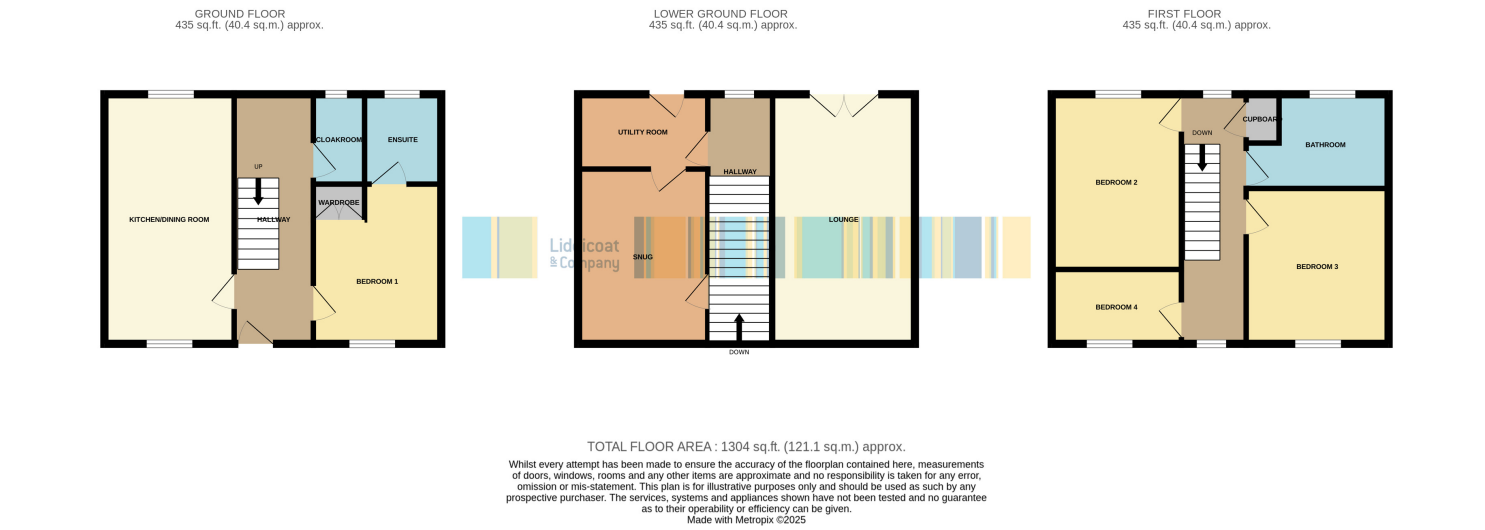 GROUND FLOOR
435 sq.ft. (40.4 sq.m.) approx.
LOWER GROUND FLOOR
435 sq.ft. (40.4 sq.m.) approx.
FIRST FLOOR
435 sq.ft. (40.4 sq.m.) approx.
CLOAKROOM
ENSUITE
UP
WARDROBE
KITCHEN/DINING ROOM
HALLWAY
BEDROOM 1
UTILITY ROOM
HALLWAY
LOUNGE
SNUG
DOWN
Liddicoat
& Company
CUPBOARD
DOWN
BATHROOM
BEDROOM 2
BEDROOM 3
BEDROOM 4
TOTAL FLOOR AREA : 1304 sq.ft. (121.1 sq.m.) approx.
Whilst every attempt has been made to ensure the accuracy of the floorplan contained here, measurements
of doors, windows, rooms and any other items are approximate and no responsibility is taken for any error,
omission or mis-statement. This plan is for illustrative purposes only and should be used as such by any
prospective purchaser. The services, systems and appliances shown have not been tested and no guarantee
as to their operability or efficiency can be given.
Made with Metropix ©2025